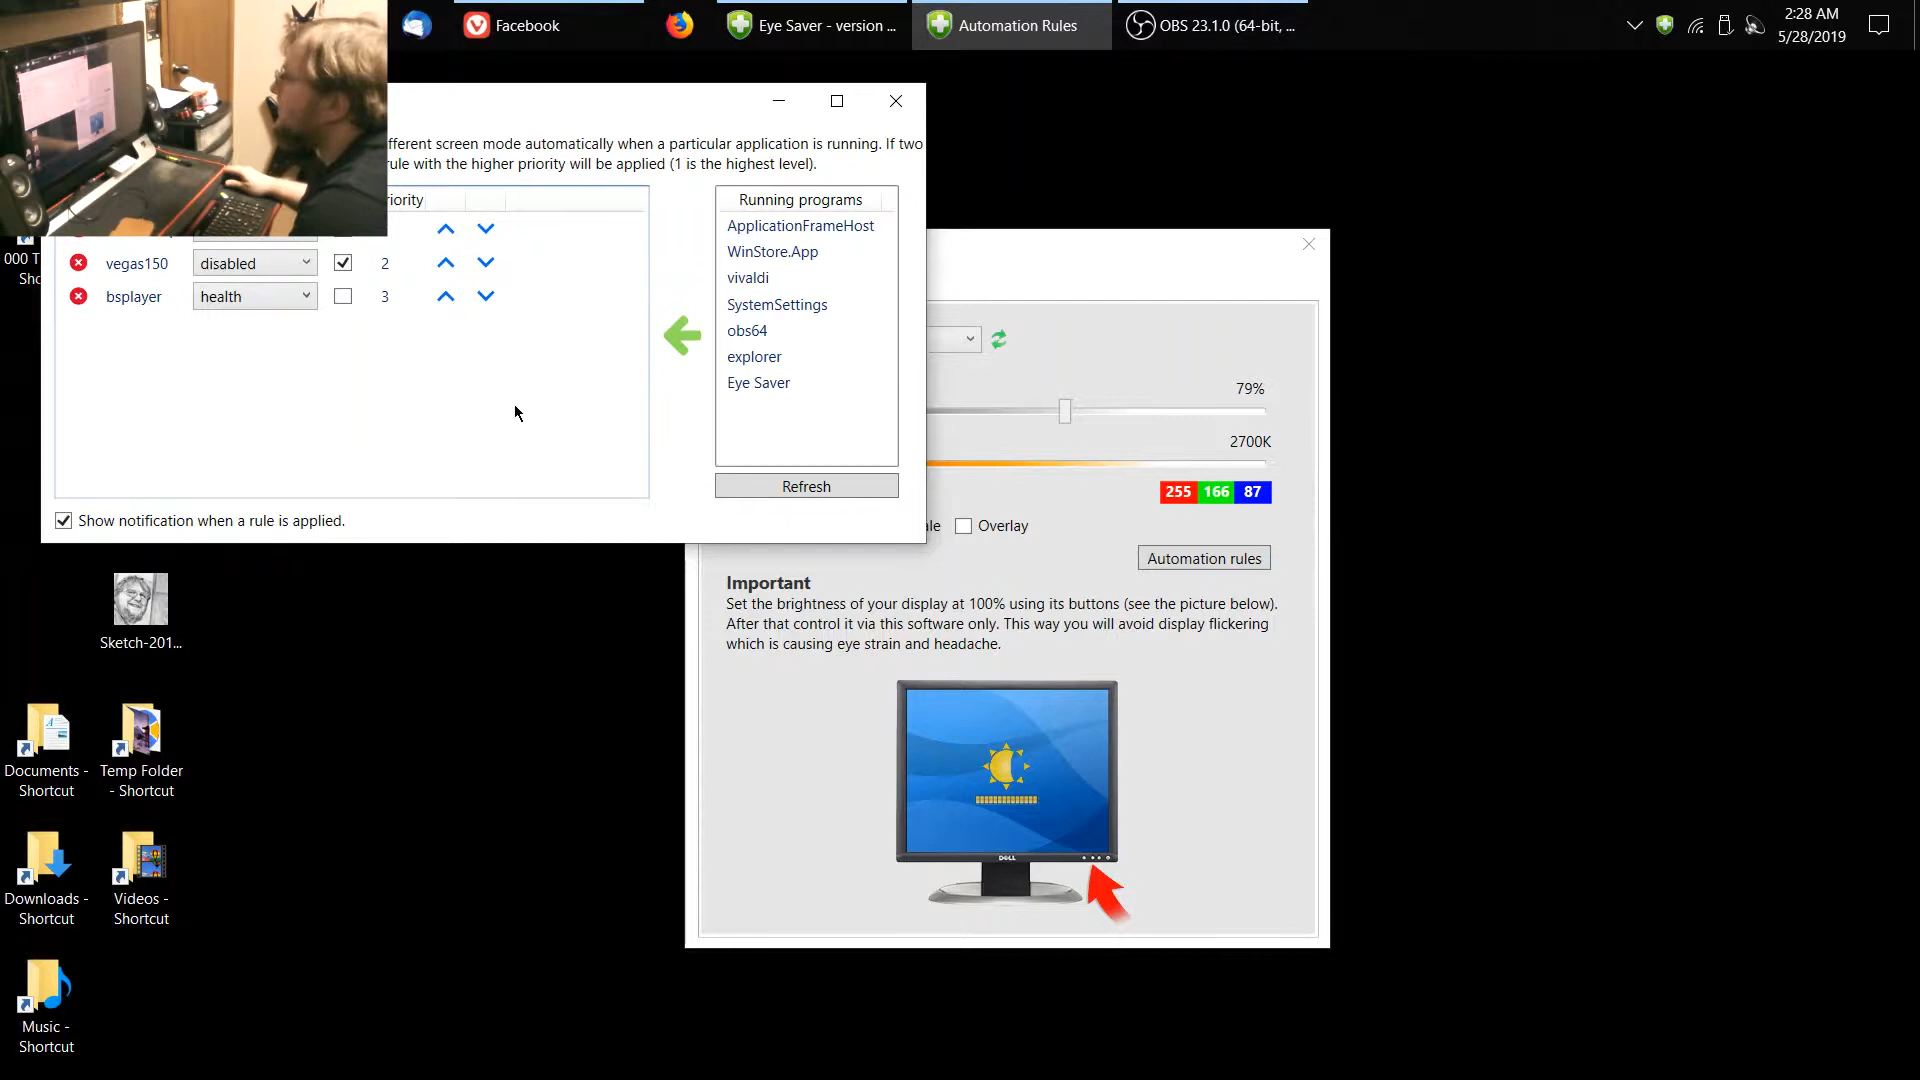 Facebook
Eye Saver - version ...
Automation Rules
OBS 23.1.0 (64-bit, ...
2:28 AM
5/28/2019
fferent screen mode automatically when a particular application is running. If two
rule with the higher priority will be applied (1 is the highest level).
riority
Running programs
ApplicationFrameHost
WinStore.App
vivaldi
SystemSettings
obs64
explorer
Eye Saver
vegas150
disabled
2
bsplayer
health
3
Refresh
Show notification when a rule is applied.
79%
2700K
255 166 87
le
Overlay
Automation rules
Important
Set the brightness of your display at 100% using its buttons (see the picture below).
After that control it via this software only. This way you will avoid display flickering
which is causing eye strain and headache.
DELL
000 T
Sho
Sketch-201...
Documents -
Shortcut
Temp Folder
- Shortcut
Downloads -
Shortcut
Videos -
Shortcut
Music -
Shortcut